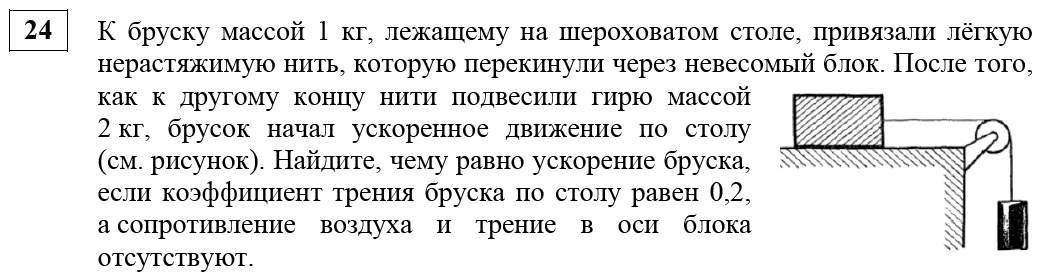 24
К бруску массой 1 кг, лежащему на шероховатом столе, привязали лёгкую
нерастяжимую нить, которую перекинули через невесомый блок. После того,
как к другому концу нити подвесили гирю массой
2 кг, брусок начал ускоренное движение по столу
(см. рисунок). Найдите, чему равно ускорение бруска,
если коэффициент трения бруска по столу равен 0,2,
а сопротивление воздуха и трение в оси блока
отсутствуют.